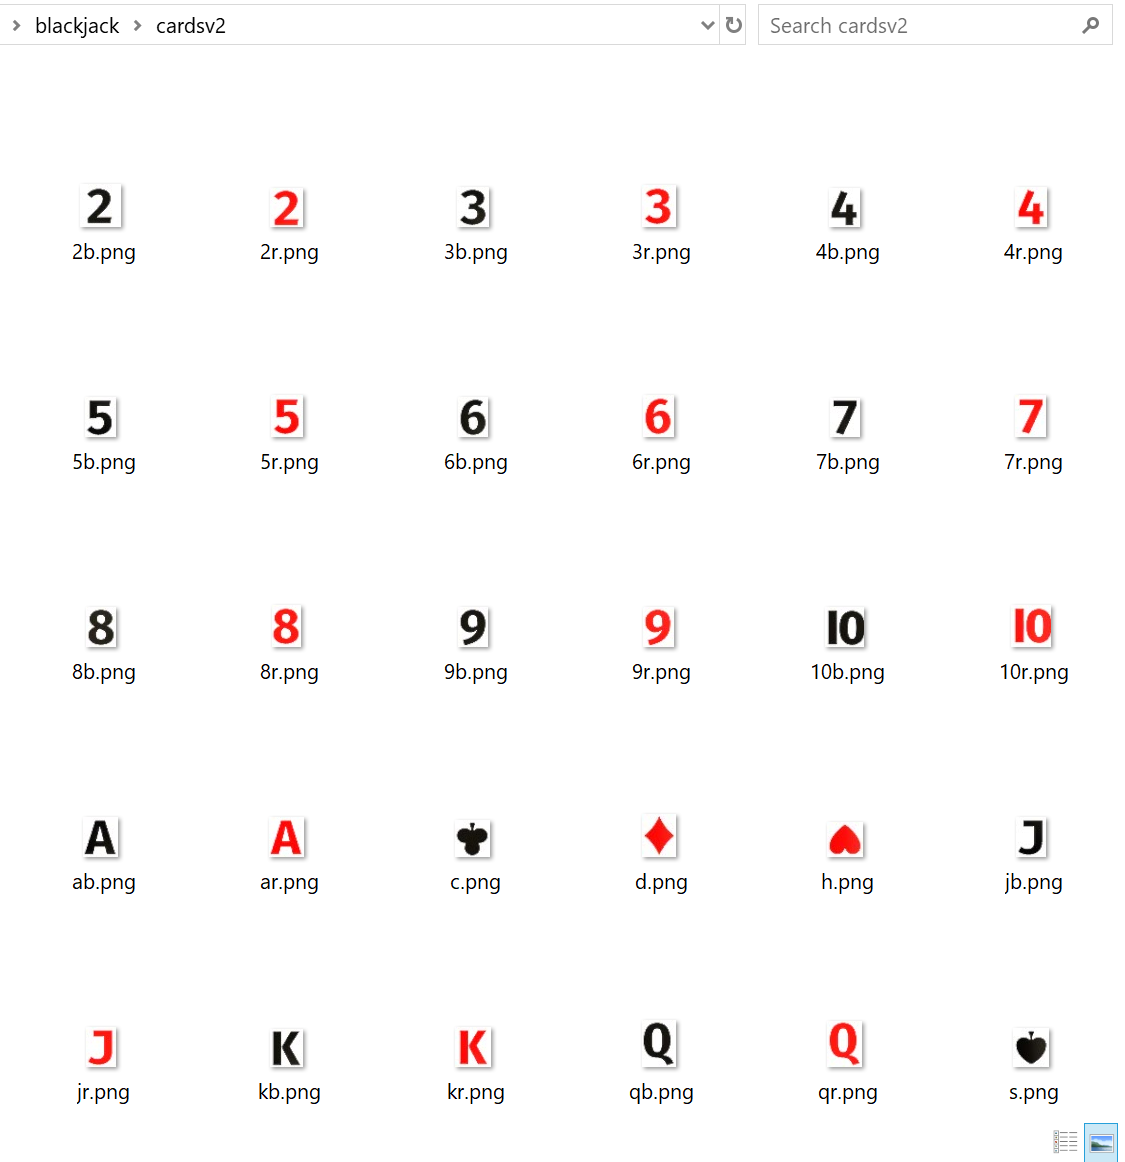 blackjack cardsv2 Search cardsv2
2 2 3 3 4 4
2b.png 2r.png 3b.png 3r.png 4b.png 4r.png
5 5 6 6 7 7
5b.png 5r.png 6b.png 6r.png 7b.png 7r.png
8 8 9 9 10 10
8b.png 8r.png 9b.png 9r.png 10b.png 10r.png
A A J
ab.png ar.png c.png d.png h.png jb.png
J K K Q Q
jr.png kb.png kr.png qb.png qr.png s.png